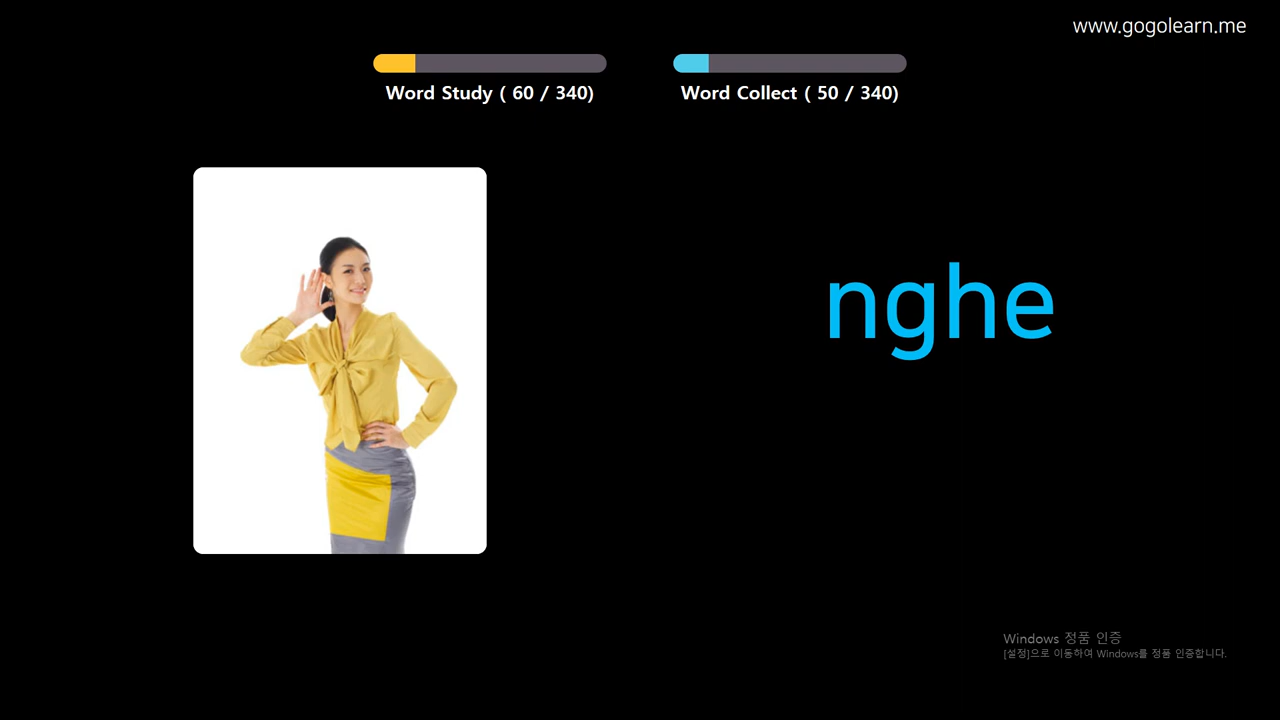 www.gogolearn.me
Word Study ( 60 / 340)
Word Collect ( 50 / 340)
nghe
Windows 정품 인증
[설정]으로 이동하여 Windows를 정품 인증합니다.